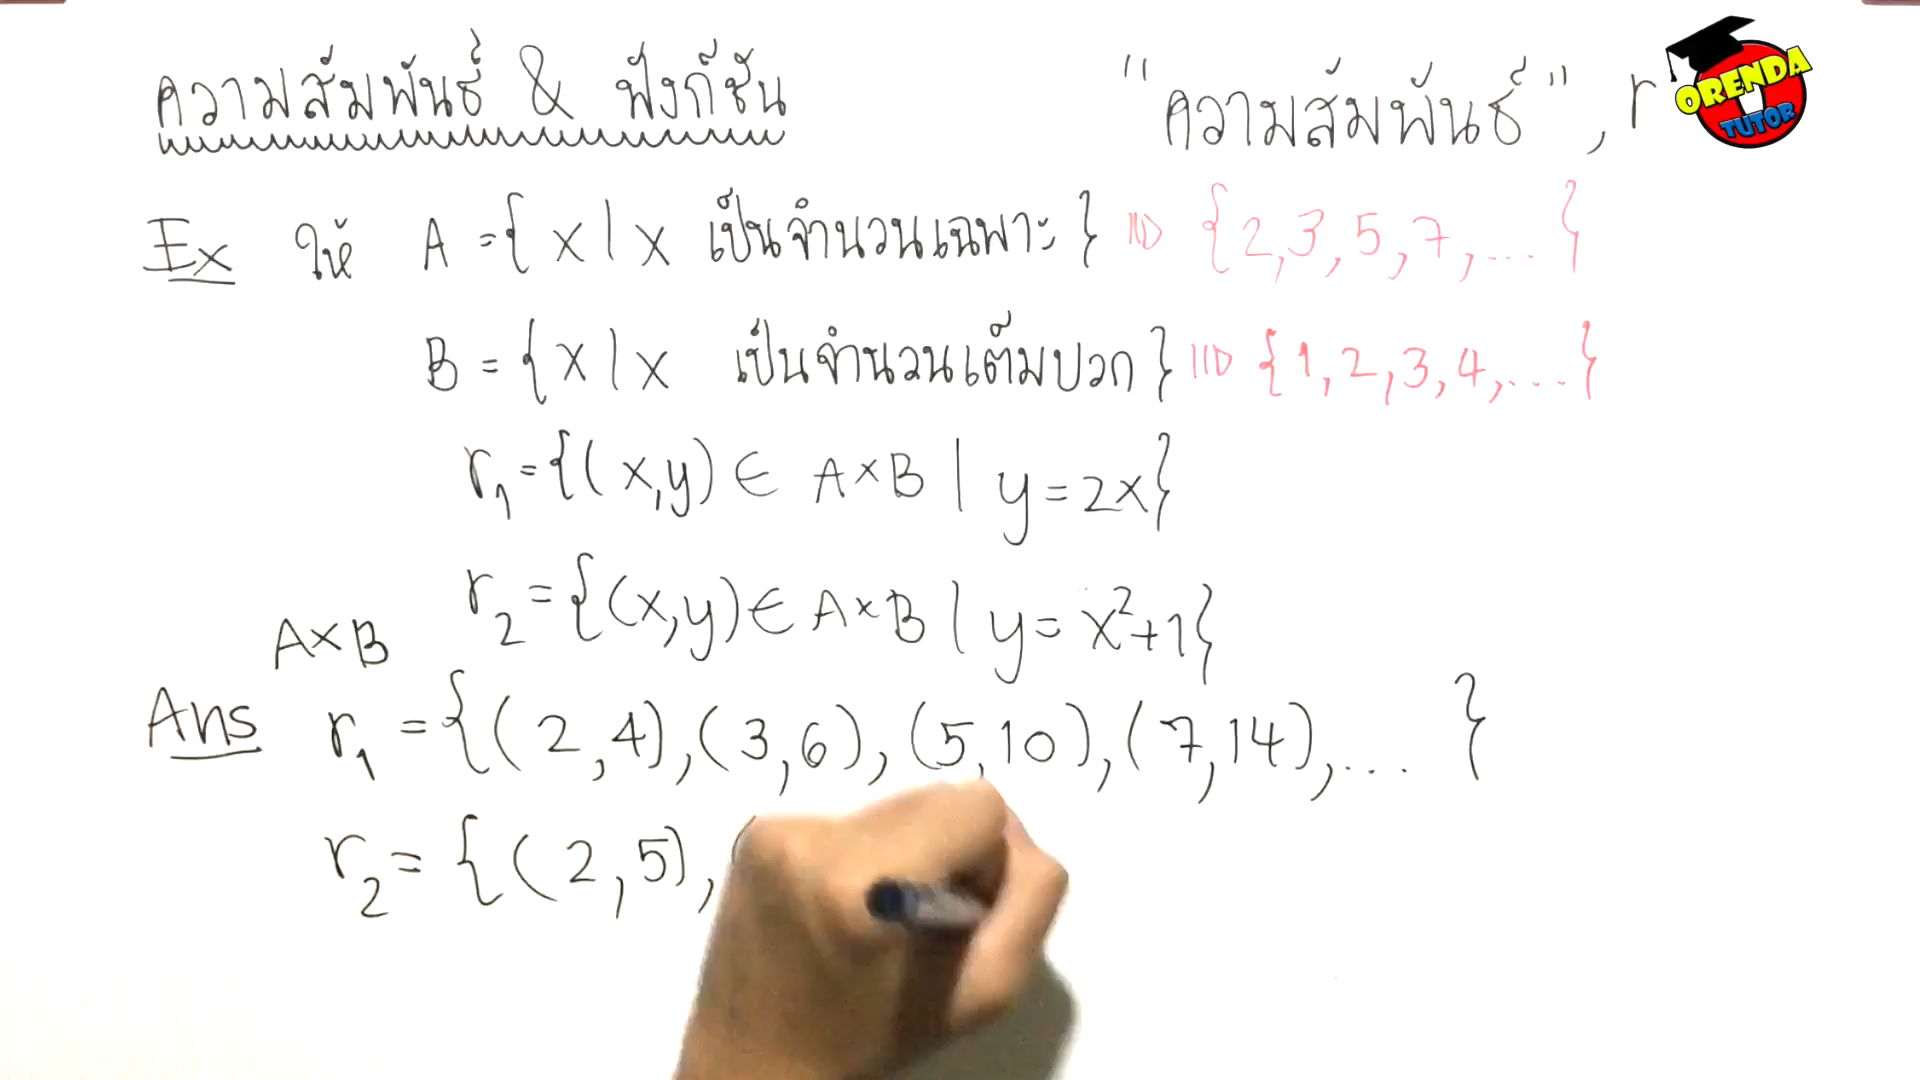 ความสัมพันธ์ & ฟังก์ชัน
"ความสัมพันธ์", r
ORENDA
TUTOR
Ex ให้ A = { x | x เป็นจำนวนเฉพาะ } ⇒ {2,3,5,7,...}
B = { x | x เป็นจำนวนเต็มปวก } ⇒ {1,2,3,4,...}
r₁ = {(x,y) ∈ A×B | y = 2x}
r₂ = {(x,y) ∈ A×B | y = x²+1}
A×B
Ans r₁ = {(2,4),(3,6),(5,10),(7,14),... }
r₂ = {(2,5), (